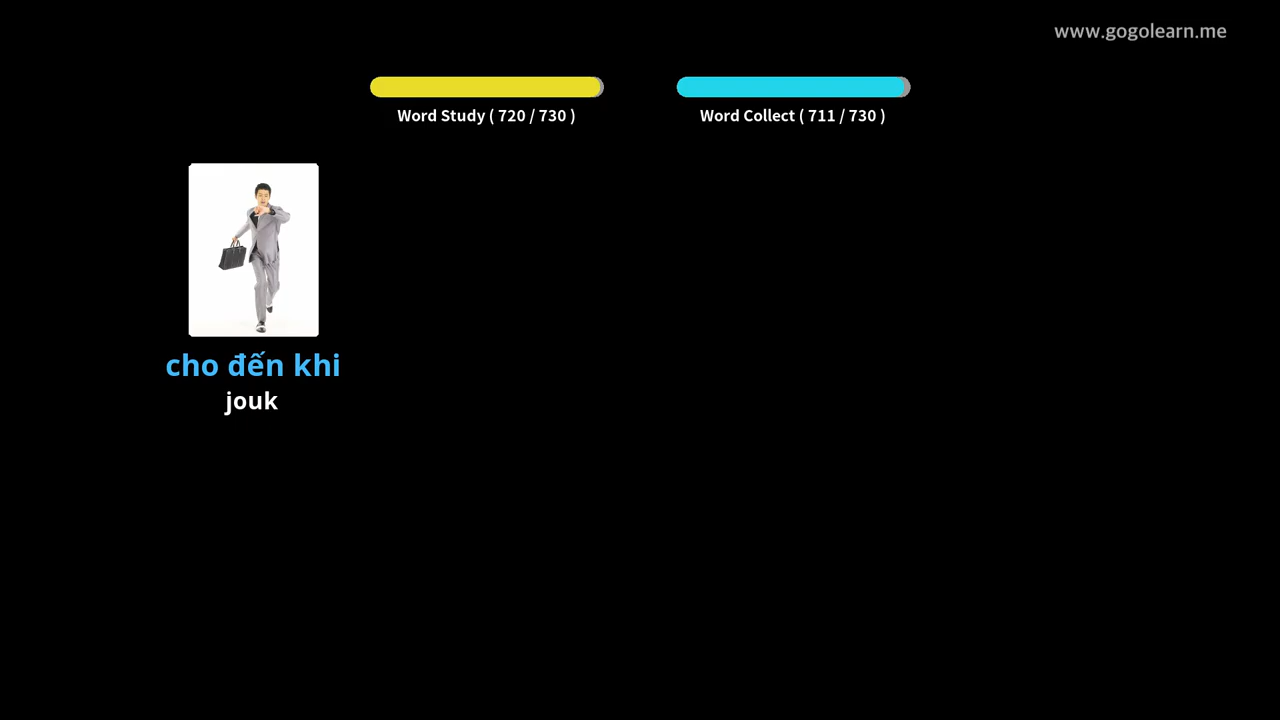 www.gogolearn.me
Word Study ( 720 / 730 )
Word Collect ( 711 / 730 )
cho đến khi
jouk